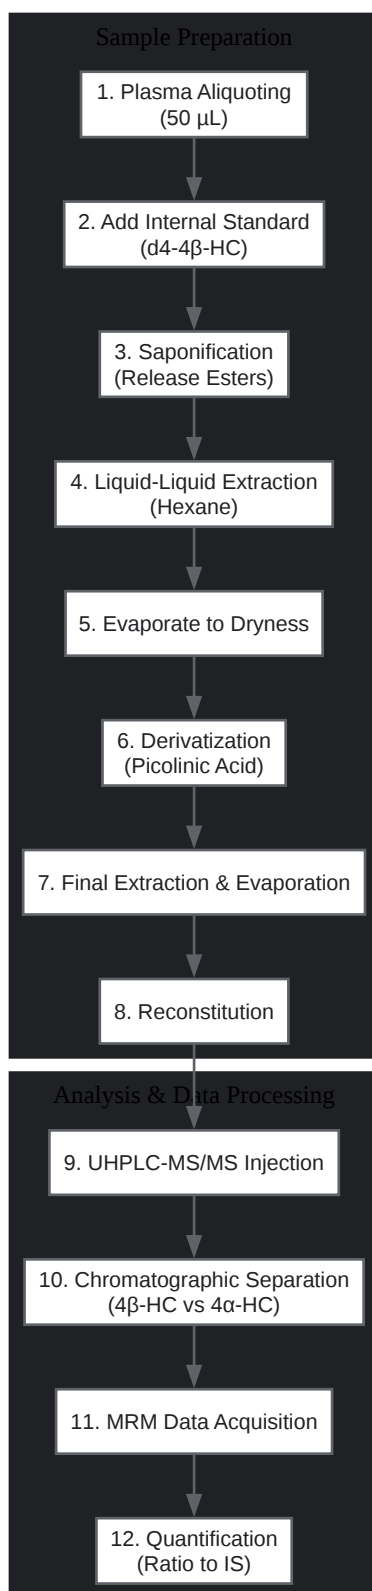 Sample Preparation
1. Plasma Aliquoting
(50 µL)
2. Add Internal Standard
(d4-4β-HC)
3. Saponification
(Release Esters)
4. Liquid-Liquid Extraction
(Hexane)
5. Evaporate to Dryness
6. Derivatization
(Picolinic Acid)
7. Final Extraction & Evaporation
8. Reconstitution
Analysis & Data Processing
9. UHPLC-MS/MS Injection
10. Chromatographic Separation
(4β-HC vs 4α-HC)
11. MRM Data Acquisition
12. Quantification
(Ratio to IS)